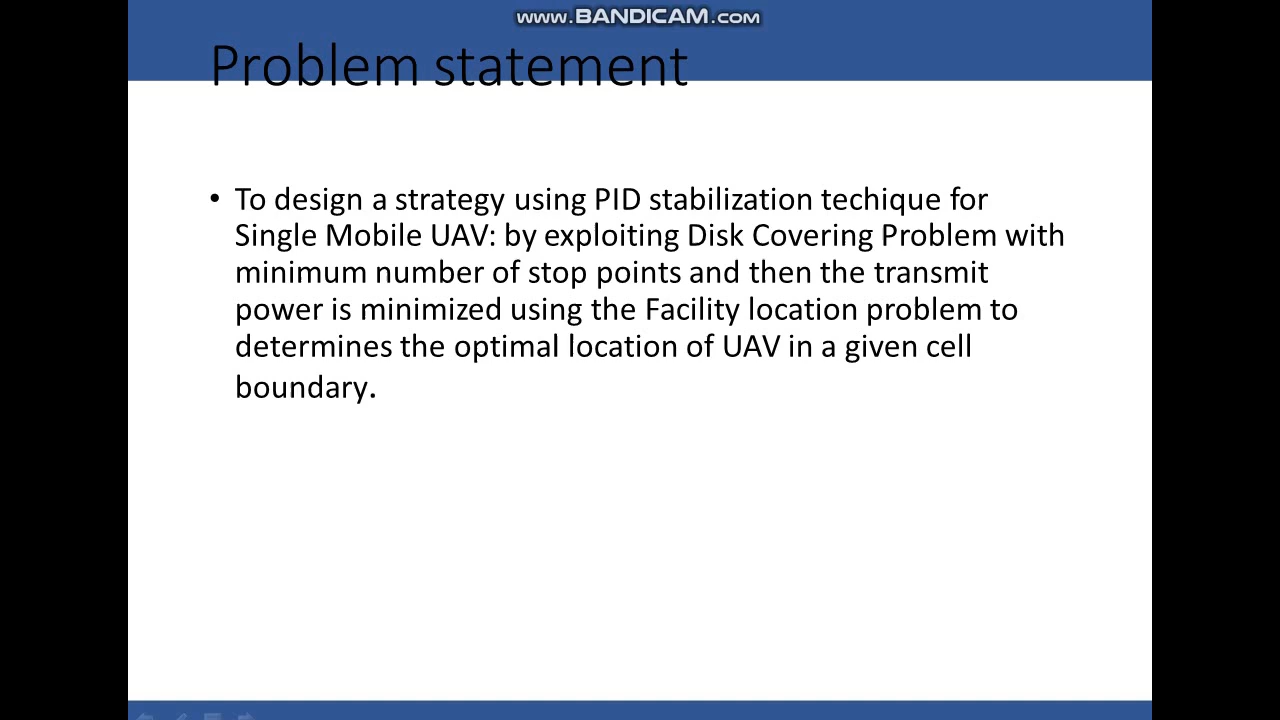 www.BANDICAM.com
Problem statement
• To design a strategy using PID stabilization techique for
Single Mobile UAV: by exploiting Disk Covering Problem with
minimum number of stop points and then the transmit
power is minimized using the Facility location problem to
determines the optimal location of UAV in a given cell
boundary.